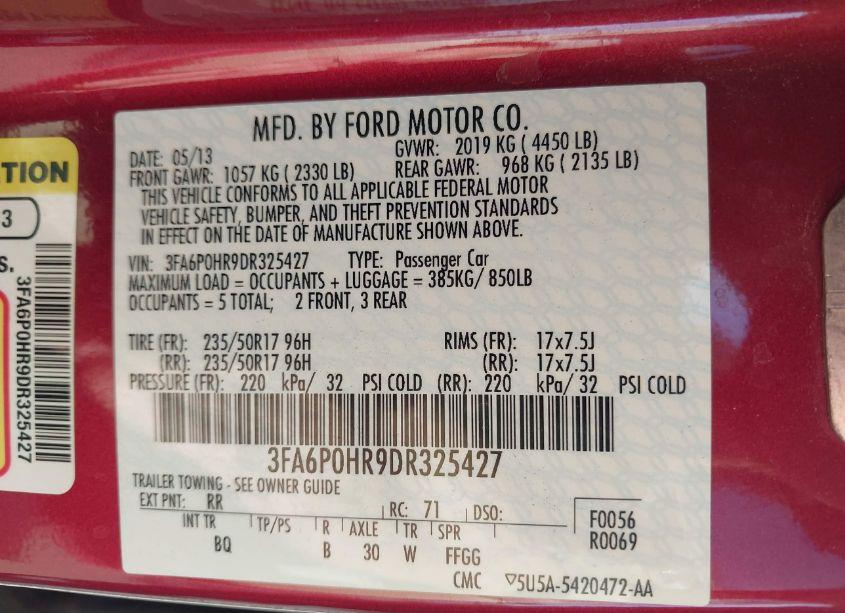 MFD. BY FORD MOTOR CO.
DATE: 05/13 GVWR: 2019 KG ( 4450 LB)
FRONT GAWR: 1057 KG ( 2330 LB) REAR GAWR: 968 KG ( 2135 LB)
THIS VEHICLE CONFORMS TO ALL APPLICABLE FEDERAL MOTOR
VEHICLE SAFETY, BUMPER, AND THEFT PREVENTION STANDARDS
IN EFFECT ON THE DATE OF MANUFACTURE SHOWN ABOVE.
VIN: 3FA6P0HR9DR325427 TYPE: Passenger Car
MAXIMUM LOAD = OCCUPANTS + LUGGAGE = 385KG/ 850LB
OCCUPANTS = 5 TOTAL; 2 FRONT, 3 REAR
TIRE (FR): 235/50R17 96H RIMS (FR): 17x7.5J
(RR): 235/50R17 96H (RR): 17x7.5J
PRESSURE (FR): 220 kPa/ 32 PSI COLD (RR): 220 kPa/ 32 PSI COLD
3FA6P0HR9DR325427
TRAILER TOWING - SEE OWNER GUIDE
EXT PNT: RR RC: 71 DSO: F0056
INT TR TP/PS R AXLE TR SPR R0069
BQ B 30 W FFGG
CMC ▽5U5A-5420472-AA
3
S.
3FA6P0HR9DR325427